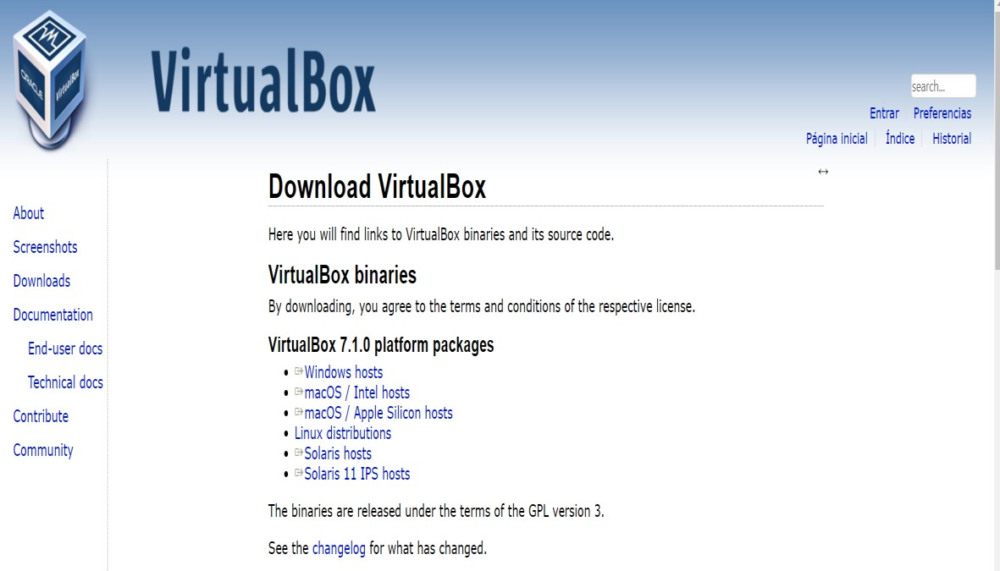 ORACLE
VirtualBox
VirtualBox
search...
Entrar Preferencias
Página inicial Índice Historial
About
Screenshots
Downloads
Documentation
End-user docs
Technical docs
Contribute
Community
Download VirtualBox
Here you will find links to VirtualBox binaries and its source code.
VirtualBox binaries
By downloading, you agree to the terms and conditions of the respective license.
VirtualBox 7.1.0 platform packages
Windows hosts
macOS / Intel hosts
macOS / Apple Silicon hosts
Linux distributions
Solaris hosts
Solaris 11 IPS hosts
The binaries are released under the terms of the GPL version 3.
See the changelog for what has changed.